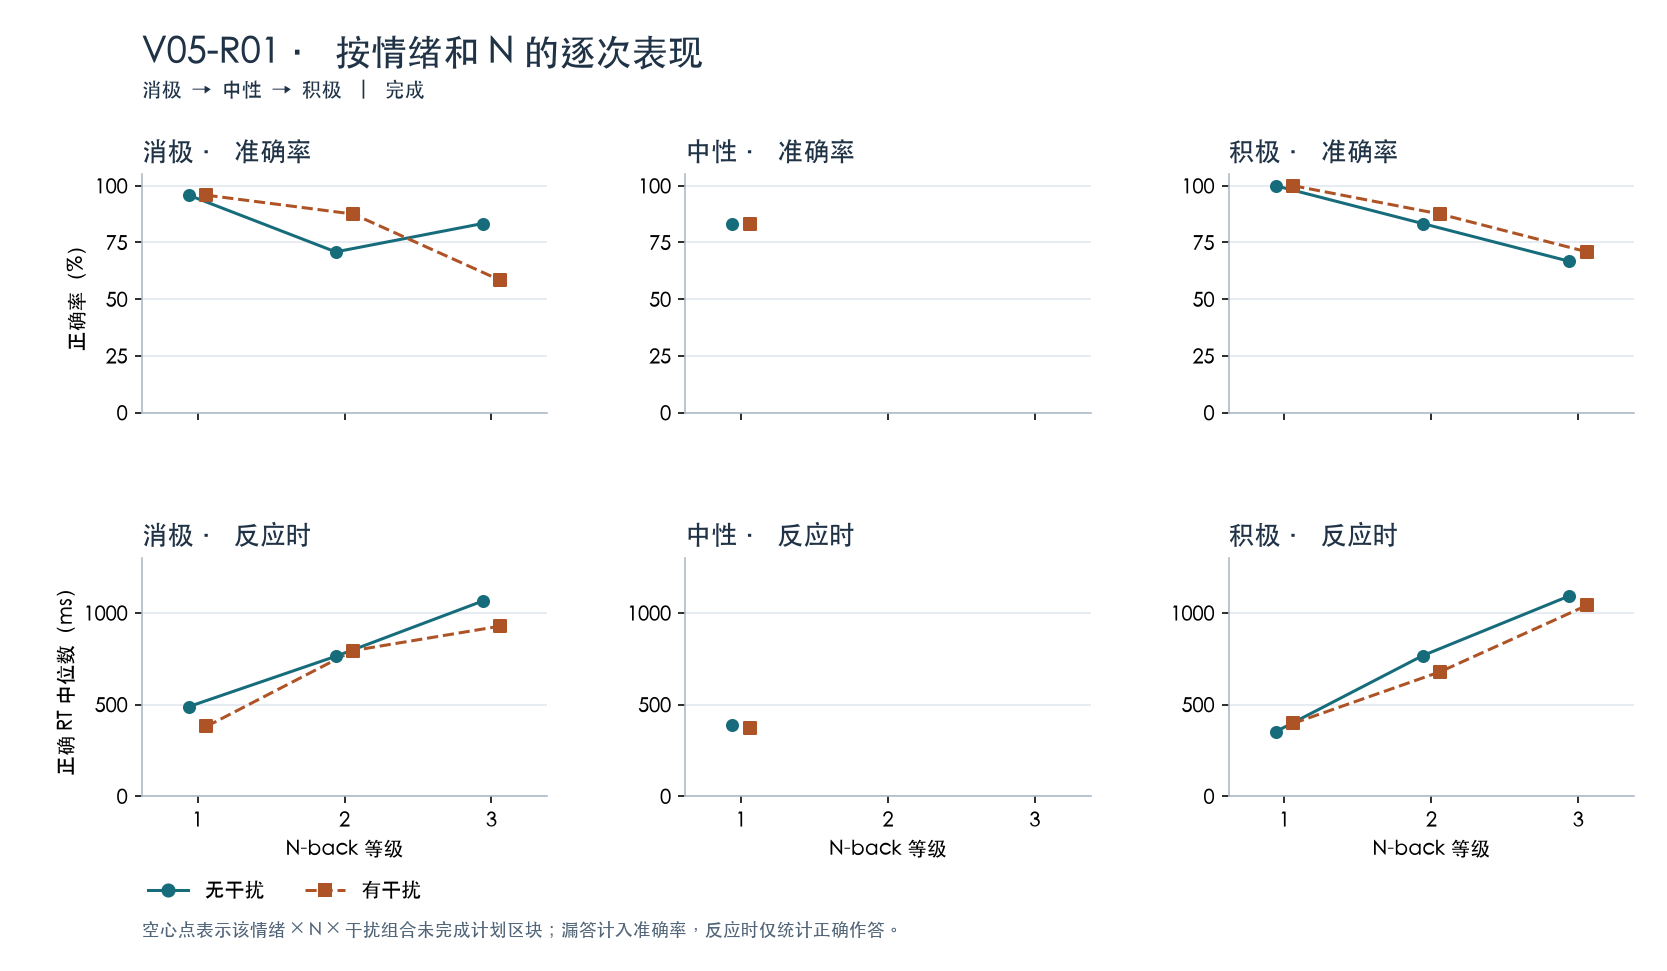 V05-R01 · 按情绪和 N 的逐次表现
消极 → 中性 → 积极 | 完成
消极 · 准确率
中性 · 准确率
积极 · 准确率
正确率 (%)
100
75
50
25
0
100
75
50
25
0
100
75
50
25
0
消极 · 反应时
中性 · 反应时
积极 · 反应时
正确 RT 中位数 (ms)
1000
500
0
1000
500
0
1000
500
0
1 2 3
1 2 3
1 2 3
N-back 等级
N-back 等级
N-back 等级
无干扰
有干扰
空心点表示该情绪×N×干扰组合未完成计划区块；漏答计入准确率，反应时仅统计正确作答。